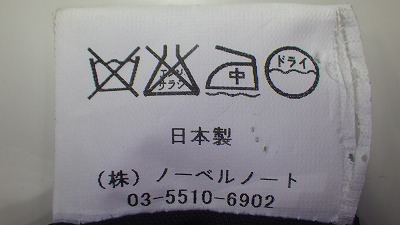 エンソ サラシ 中 ドライ
日本製
(株) ノーベルノート
03-5510-6902